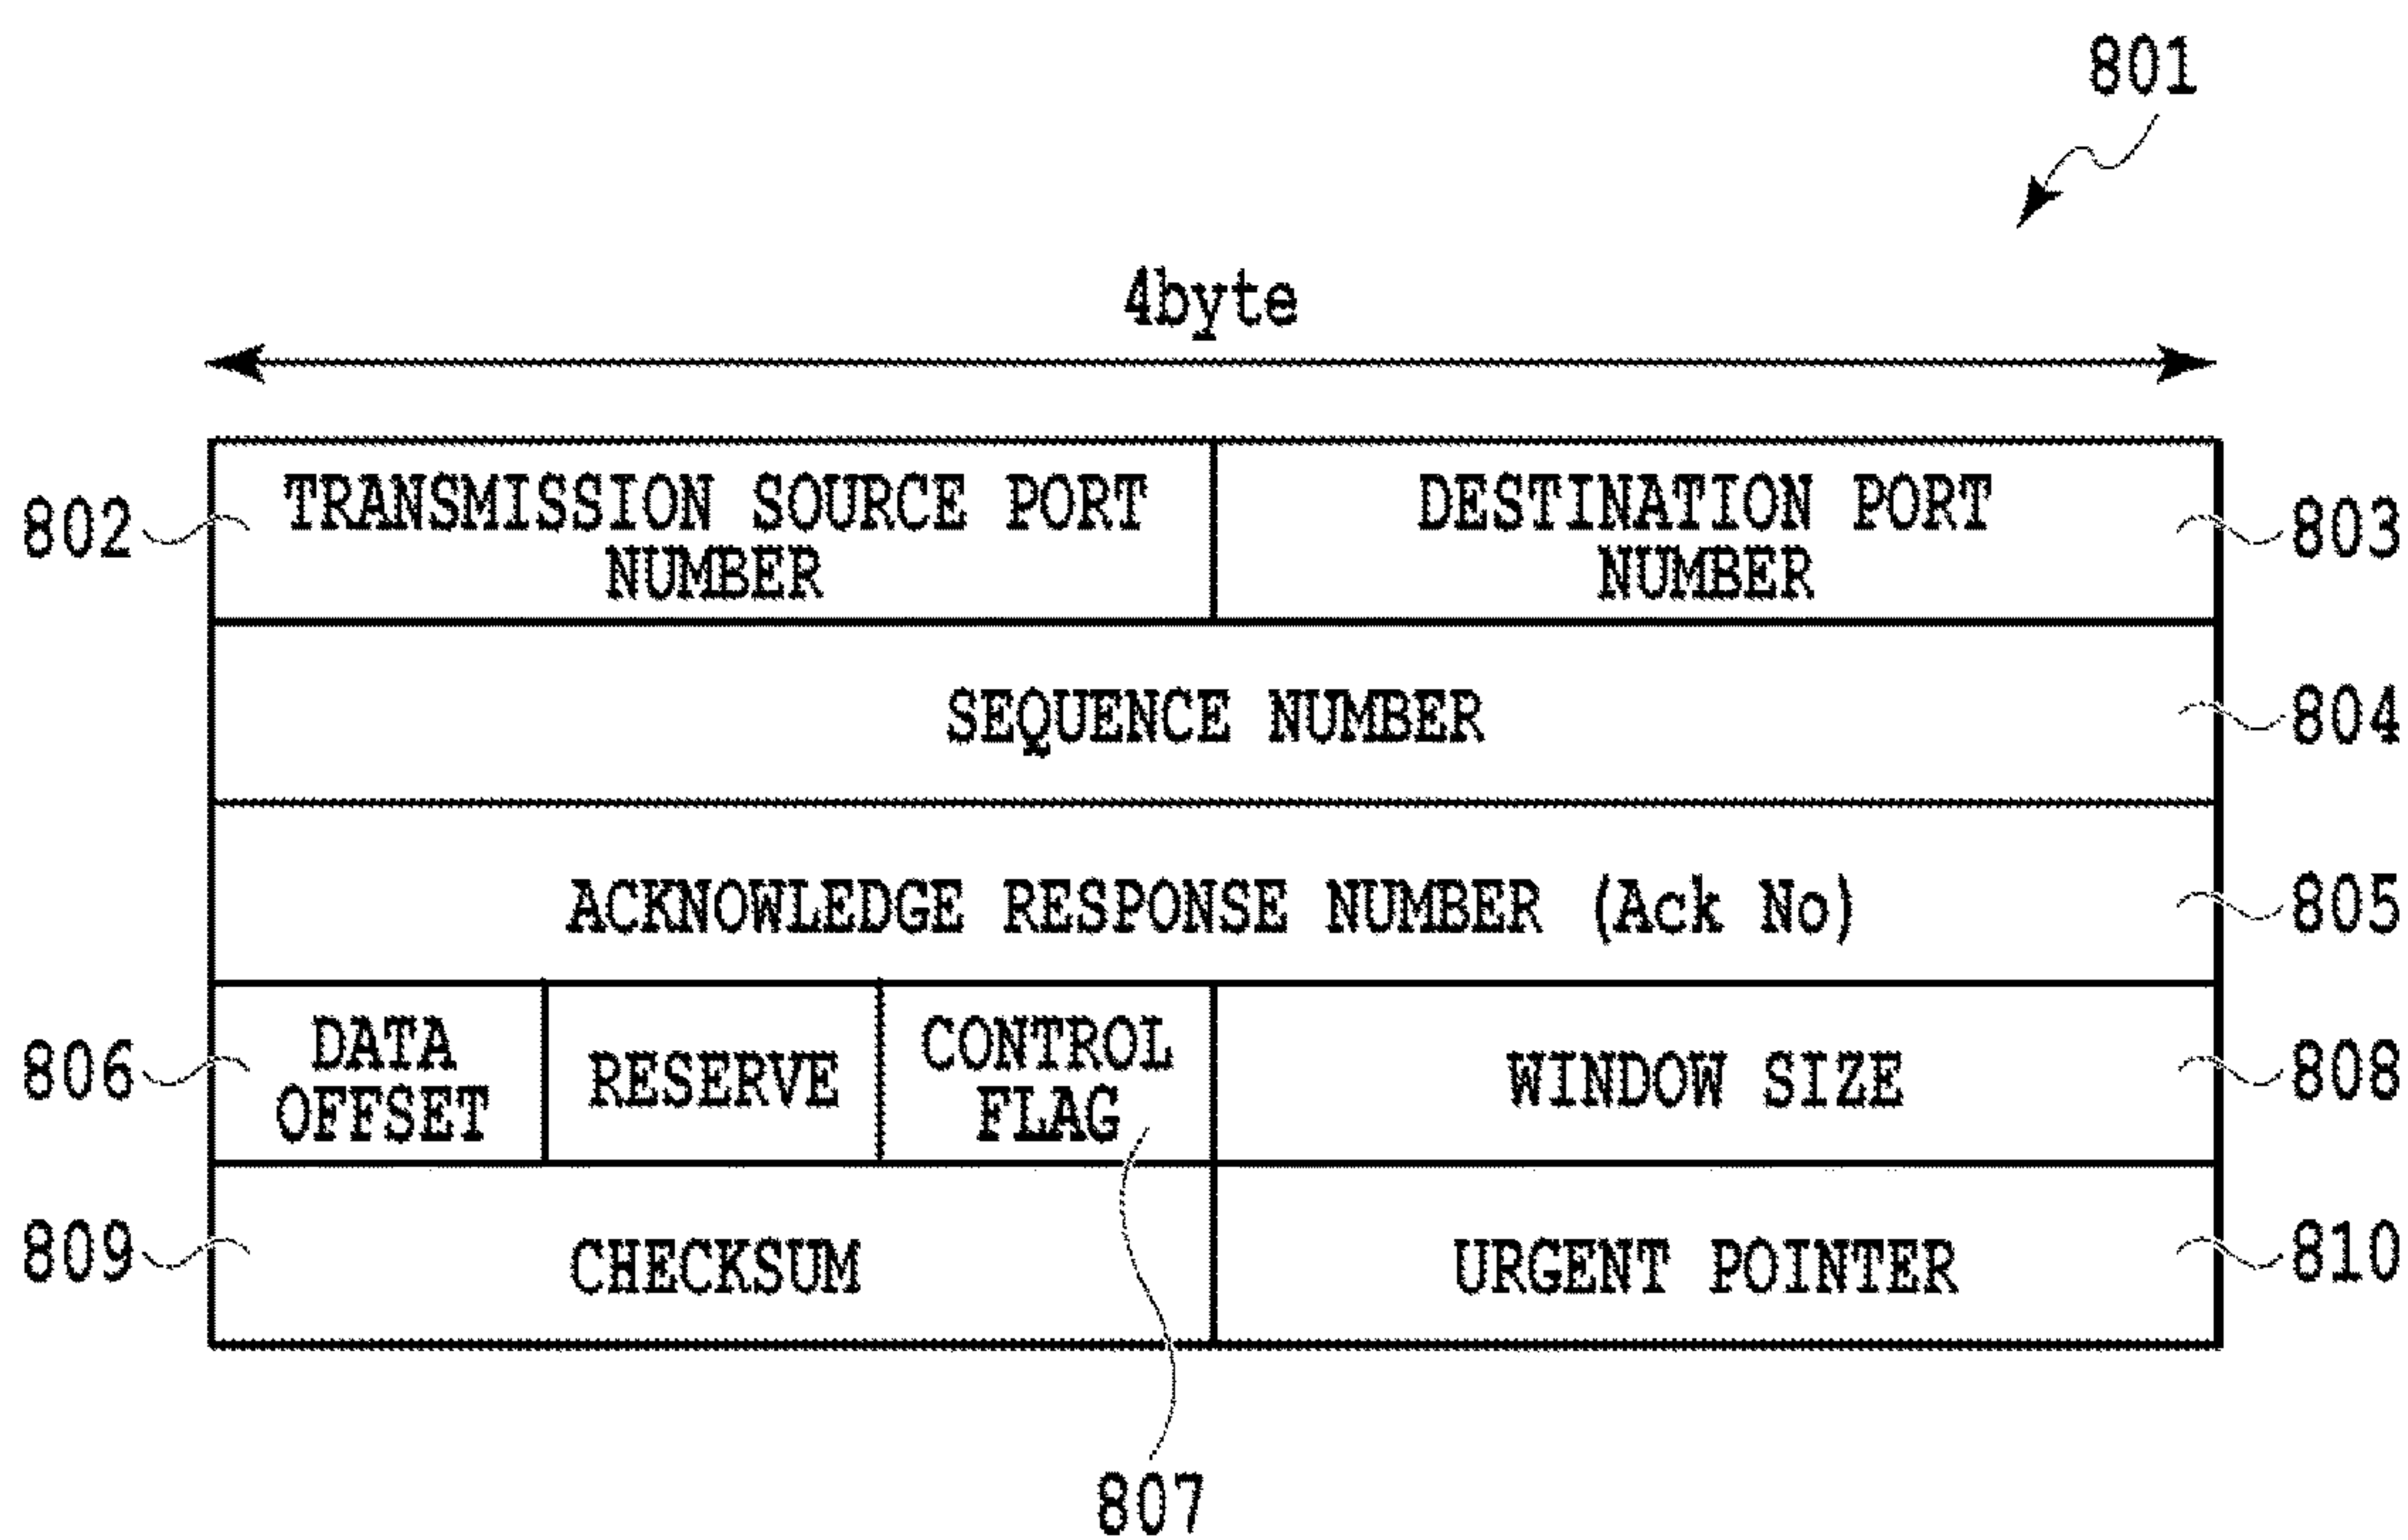 801
4byte
802
TRANSMISSION SOURCE PORT
NUMBER
DESTINATION PORT
NUMBER
803
SEQUENCE NUMBER
804
ACKNOWLEDGE RESPONSE NUMBER (Ack No)
805
806
DATA
OFFSET
RESERVE
CONTROL
FLAG
WINDOW SIZE
808
809
CHECKSUM
URGENT POINTER
810
807